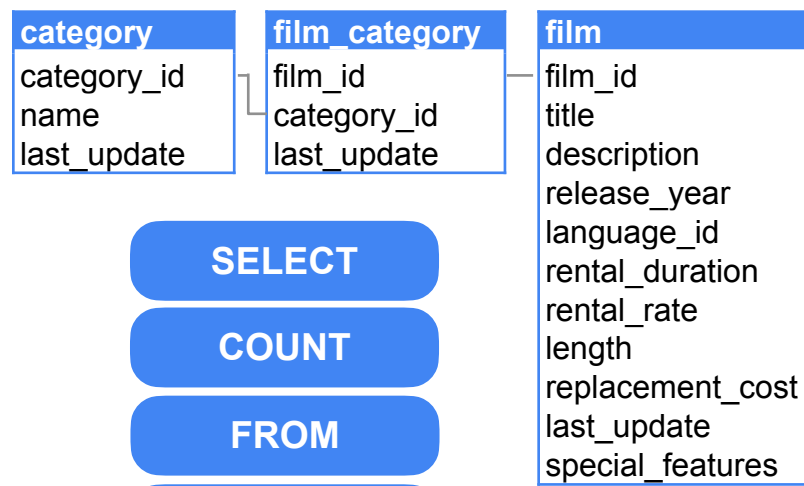 category
category_id
name
last_update
film_category
film_id
category_id
last_update
film
film_id
title
description
release_year
language_id
rental_duration
rental_rate
length
replacement_cost
last_update
special_features
SELECT
COUNT
FROM